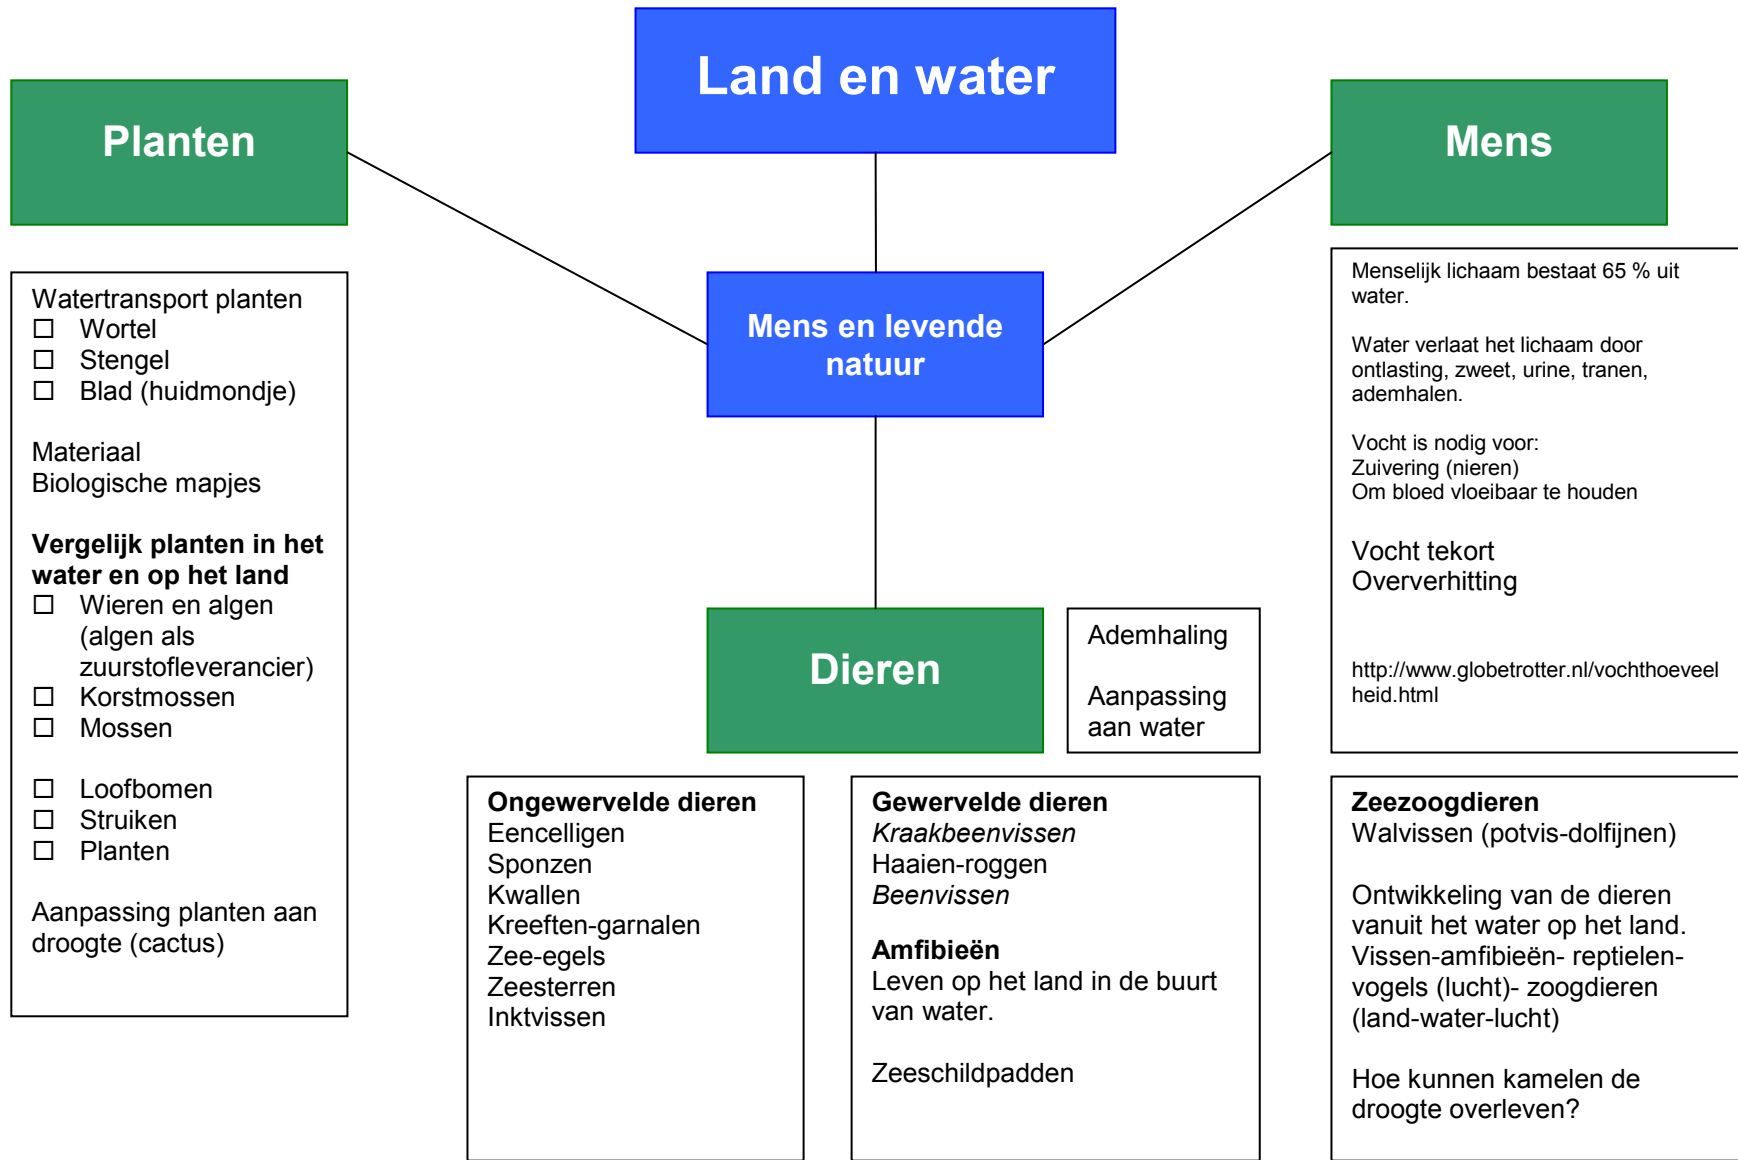 Land en water
Planten
Mens
Mens en levende
natuur
Watertransport planten
☐ Wortel
☐ Stengel
☐ Blad (huidmondje)
Materiaal
Biologische mapjes
Vergelijk planten in het
water en op het land
☐ Wieren en algen
(algen als
zuurstofleverancier)
☐ Korstmossen
☐ Mossen
☐ Loofbomen
☐ Struiken
☐ Planten
Aanpassing planten aan
droogte (cactus)
Menselijk lichaam bestaat 65 % uit
water.
Water verlaat het lichaam door
ontlasting, zweet, urine, tranen,
ademhalen.
Vocht is nodig voor:
Zuivering (nieren)
Om bloed vloeibaar te houden
Vocht tekort
Oververhitting
http://www.globetrotter.nl/vochthoeveel
heid.html
Dieren
Ademhaling
Aanpassing
aan water
Ongewervelde dieren
Eencelligen
Sponzen
Kwallen
Kreeften-garnalen
Zee-egels
Zeesterren
Inktvissen
Gewervelde dieren
Kraakbeenvissen
Haaien-roggen
Beenvissen
Amfibieën
Leven op het land in de buurt
van water.
Zeeschildpadden
Zeezoogdieren
Walvissen (potvis-dolfijnen)
Ontwikkeling van de dieren
vanuit het water op het land.
Vissen-amfibieën- reptielen-
vogels (lucht)- zoogdieren
(land-water-lucht)
Hoe kunnen kamelen de
droogte overleven?